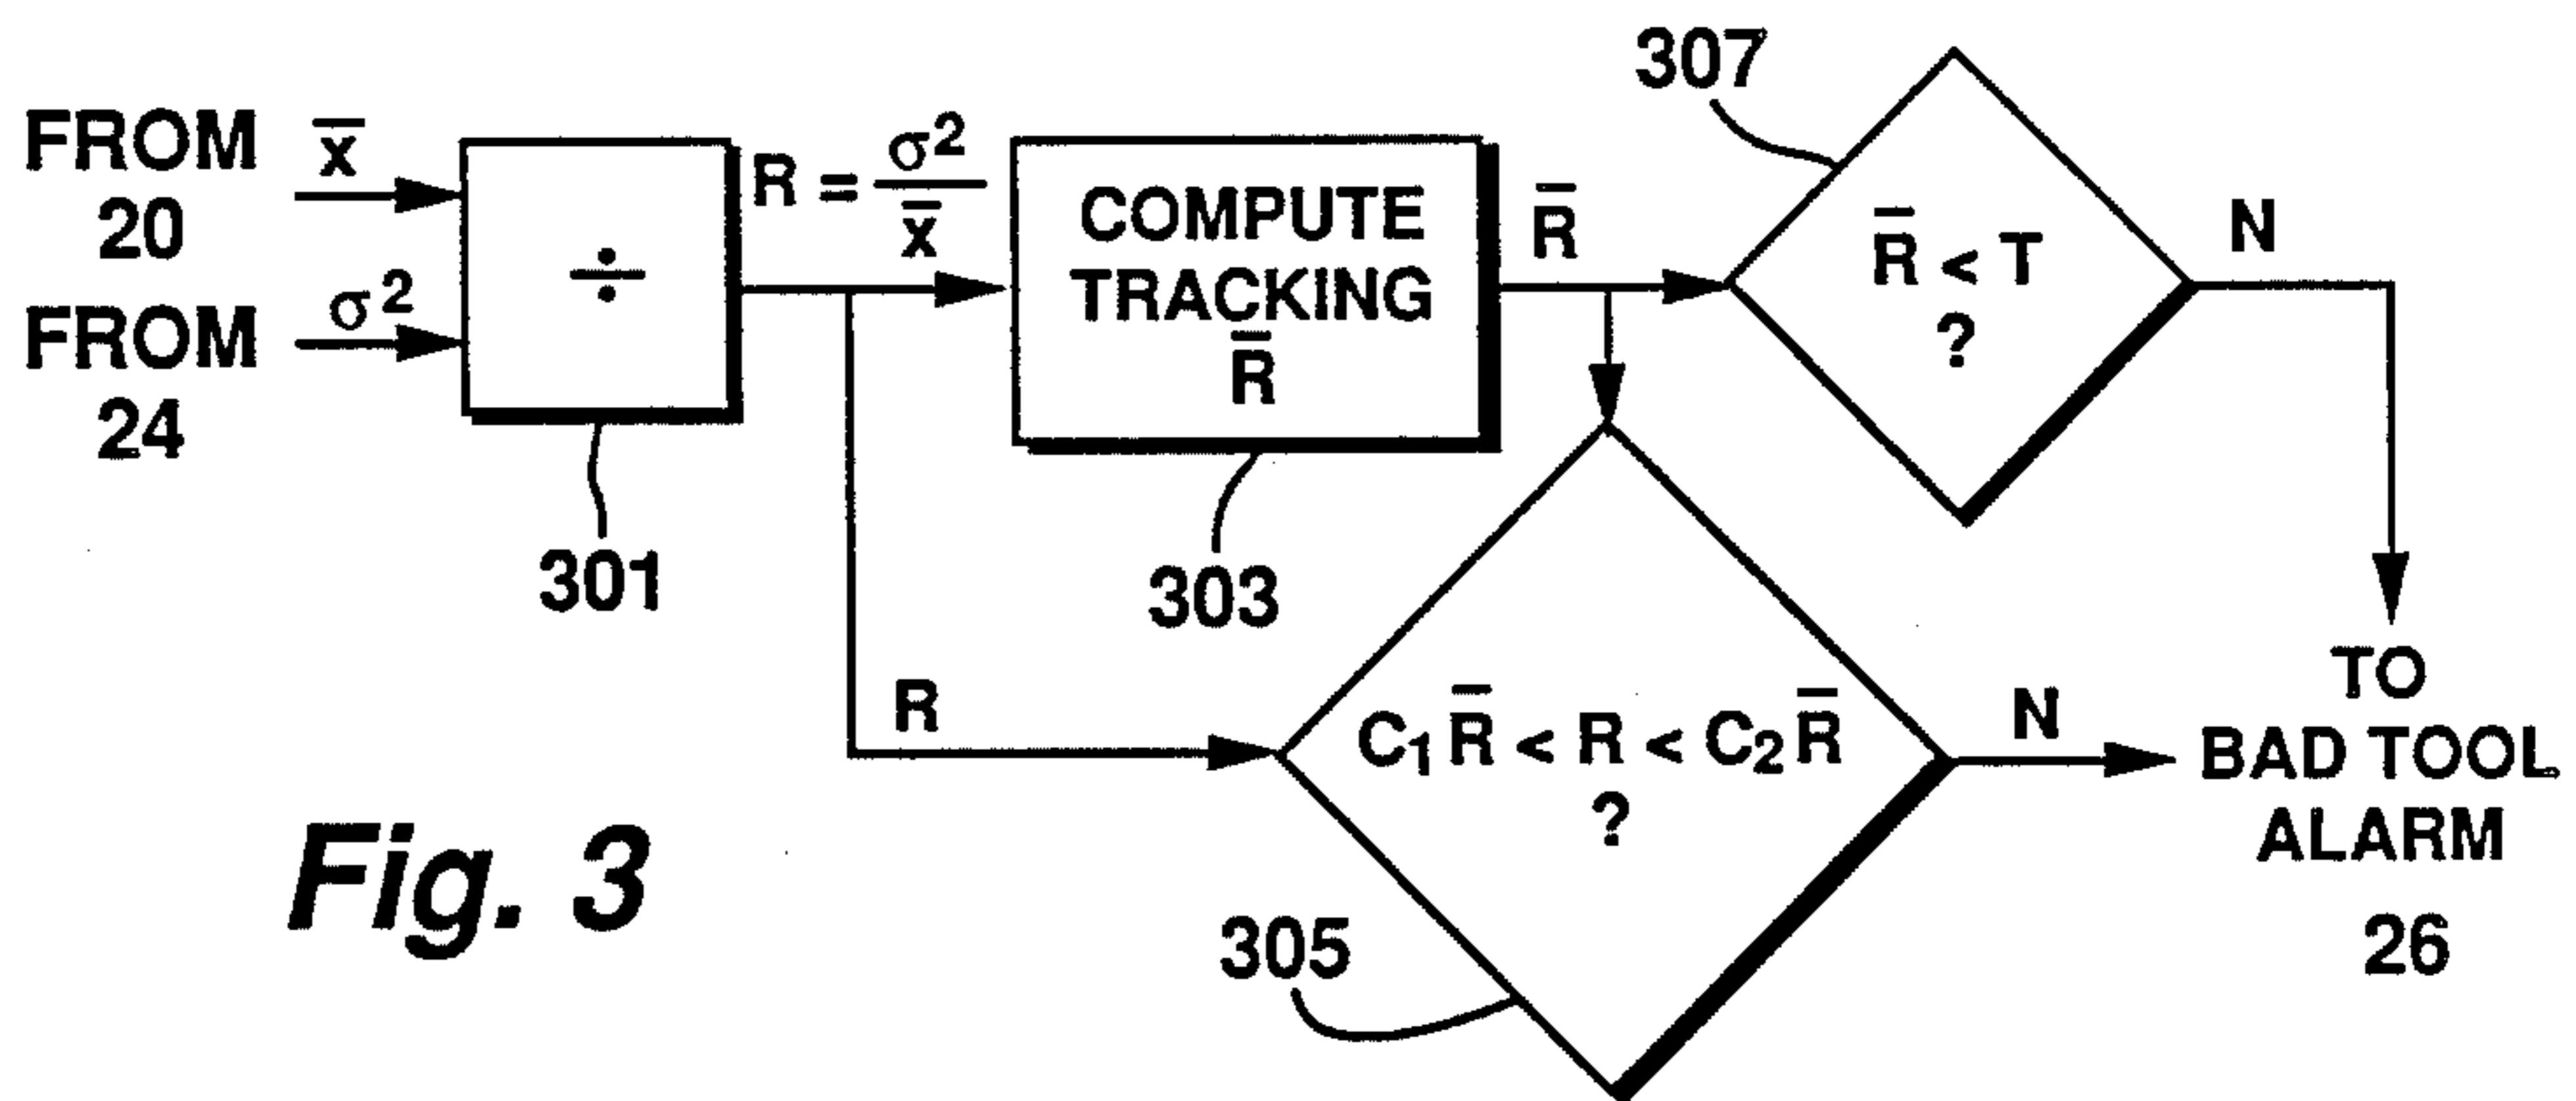 FROM
20
x̄
FROM
24
σ²
÷
301
R = σ²/x̄
COMPUTE
TRACKING
R̄
303
R̄
307
R̄ < T
?
N
R
C₁R̄ < R < C₂R̄
?
305
N
TO
BAD TOOL
ALARM
26
Fig. 3